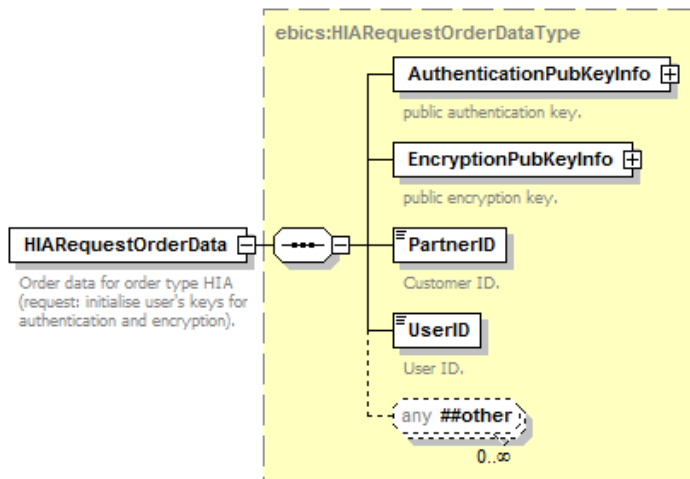 ebics:HIARequestOrderDataType
AuthenticationPubKeyInfo
public authentication key.
EncryptionPubKeyInfo
public encryption key.
HIARequestOrderData
Order data for order type HIA
(request: initialise user's keys for
authentication and encryption).
PartnerID
Customer ID.
UserID
User ID.
any ##other
0..∞